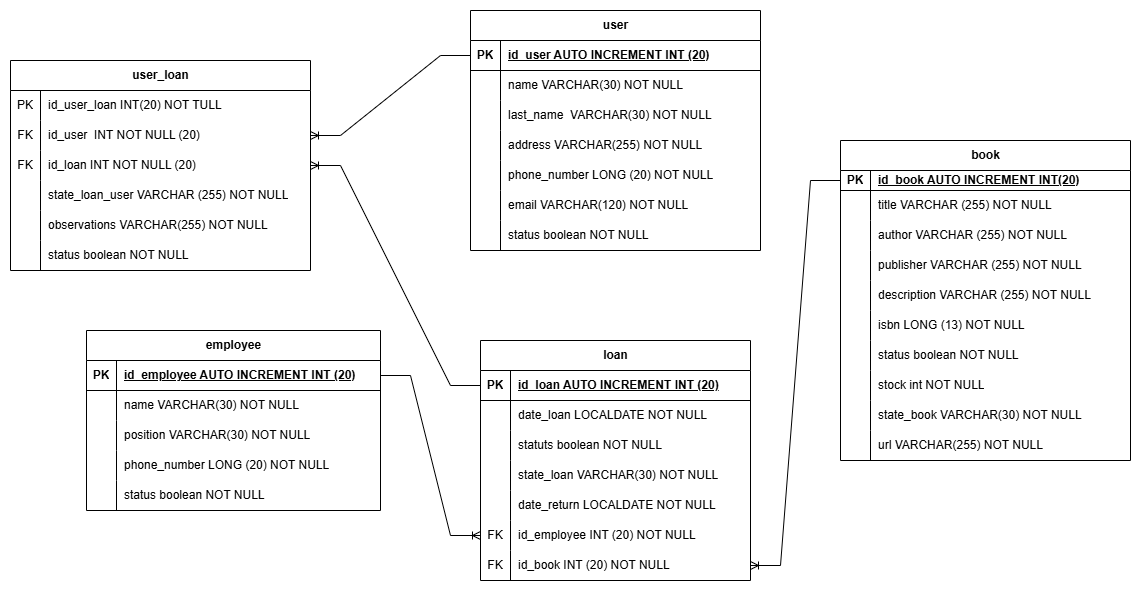 user
PK id_user AUTO INCREMENT INT (20)
name VARCHAR(30) NOT NULL
last_name VARCHAR(30) NOT NULL
address VARCHAR(255) NOT NULL
phone_number LONG (20) NOT NULL
email VARCHAR(120) NOT NULL
status boolean NOT NULL
user_loan
PK id_user_loan INT(20) NOT TULL
FK id_user INT NOT NULL (20)
FK id_loan INT NOT NULL (20)
state_loan_user VARCHAR (255) NOT NULL
observations VARCHAR(255) NOT NULL
status boolean NOT NULL
book
PK id_book AUTO INCREMENT INT(20)
title VARCHAR (255) NOT NULL
author VARCHAR (255) NOT NULL
publisher VARCHAR (255) NOT NULL
description VARCHAR (255) NOT NULL
isbn LONG (13) NOT NULL
status boolean NOT NULL
stock int NOT NULL
state_book VARCHAR(30) NOT NULL
url VARCHAR(255) NOT NULL
employee
PK id_employee AUTO INCREMENT INT (20)
name VARCHAR(30) NOT NULL
position VARCHAR(30) NOT NULL
phone_number LONG (20) NOT NULL
status boolean NOT NULL
loan
PK id_loan AUTO INCREMENT INT (20)
date_loan LOCALDATE NOT NULL
statuts boolean NOT NULL
state_loan VARCHAR(30) NOT NULL
date_return LOCALDATE NOT NULL
FK id_employee INT (20) NOT NULL
FK id_book INT (20) NOT NULL